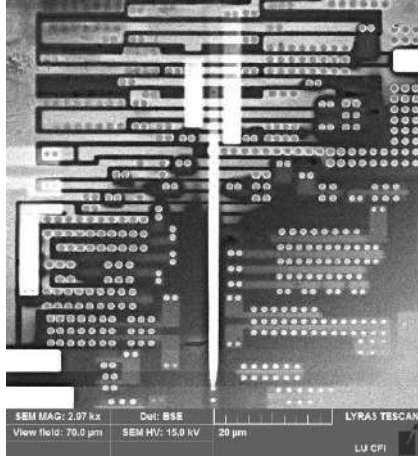 SEM MAG: 2.97 kx Det: BSE LYRA3 TESCAN
View field: 70.0 µm SEM HV: 15.0 kV 20 µm
LU CFI